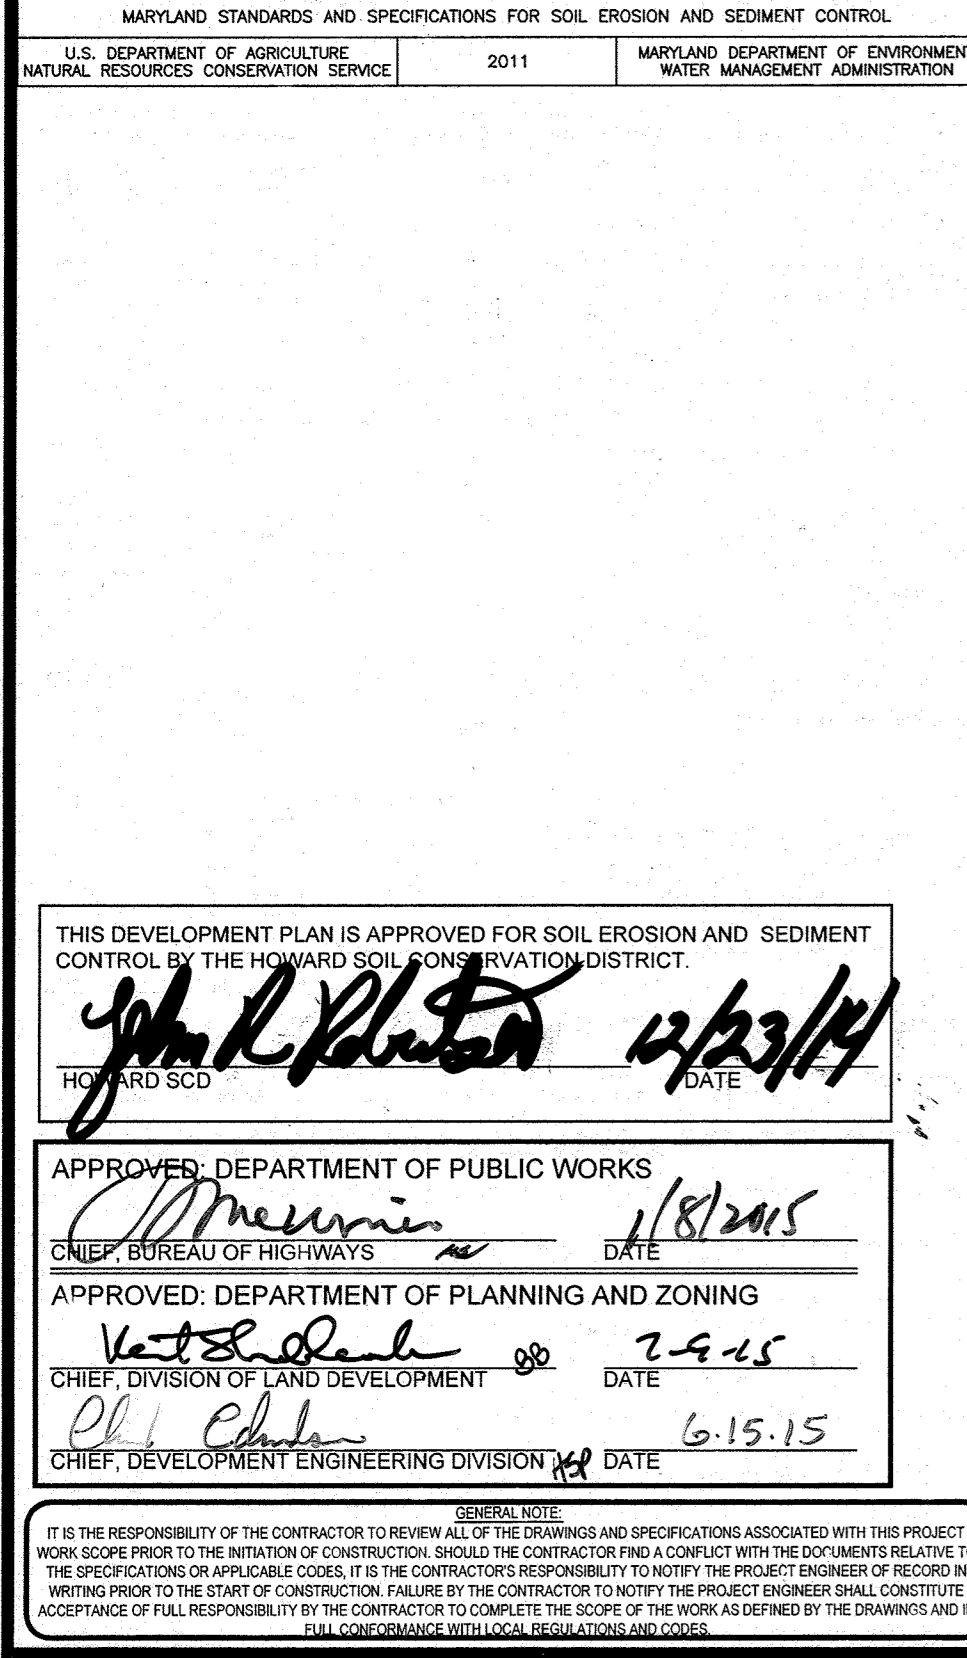 MARYLAND STANDARDS AND SPECIFICATIONS FOR SOIL EROSION AND SEDIMENT CONTROL
U.S. DEPARTMENT OF AGRICULTURE
NATURAL RESOURCES CONSERVATION SERVICE
2011
MARYLAND DEPARTMENT OF ENVIRONMEN
WATER MANAGEMENT ADMINISTRATION
THIS DEVELOPMENT PLAN IS APPROVED FOR SOIL EROSION AND SEDIMENT
CONTROL BY THE HOWARD SOIL CONSERVATION DISTRICT.
John R Robertson 12/23/14
HOWARD SCD DATE
APPROVED: DEPARTMENT OF PUBLIC WORKS
1/8/2015
CHIEF, BUREAU OF HIGHWAYS DATE
APPROVED: DEPARTMENT OF PLANNING AND ZONING
Kent 
CHIEF, DIVISION OF LAND DEVELOPMENT DATE
6.15.15
CHIEF, DEVELOPMENT ENGINEERING DIVISION DATE
GENERAL NOTE:
IT IS THE RESPONSIBILITY OF THE CONTRACTOR TO REVIEW ALL OF THE DRAWINGS AND SPECIFICATIONS ASSOCIATED WITH THIS PROJECT
WORK SCOPE PRIOR TO THE INITIATION OF CONSTRUCTION. SHOULD THE CONTRACTOR FIND A CONFLICT WITH THE DOCUMENTS RELATIVE T
THE SPECIFICATIONS OR APPLICABLE CODES, IT IS THE CONTRACTOR'S RESPONSIBILITY TO NOTIFY THE PROJECT ENGINEER OF RECORD IN
WRITING PRIOR TO THE START OF CONSTRUCTION. FAILURE BY THE CONTRACTOR TO NOTIFY THE PROJECT ENGINEER SHALL CONSTITUTE
ACCEPTANCE OF FULL RESPONSIBILITY BY THE CONTRACTOR TO COMPLETE THE SCOPE OF THE WORK AS DEFINED BY THE DRAWINGS AND I
FULL CONFORMANCE WITH LOCAL REGULATIONS AND CODES.